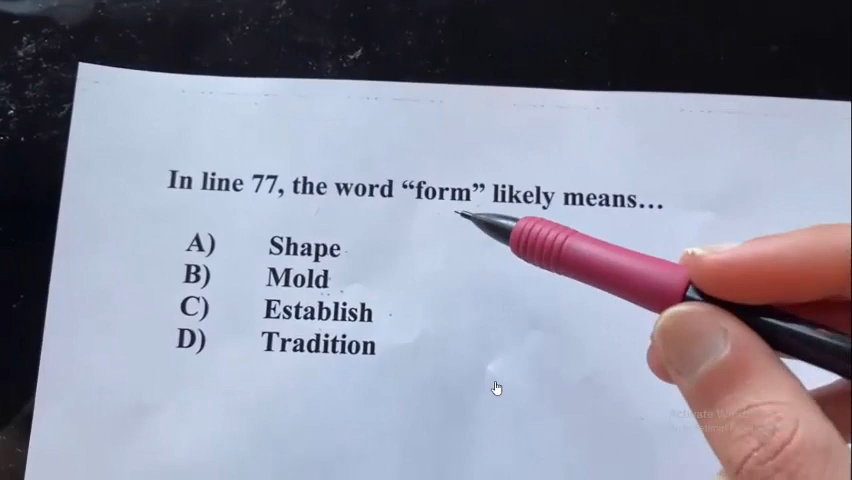 In line 77, the word “form” likely means…
A) Shape
B) Mold
C) Establish
D) Tradition